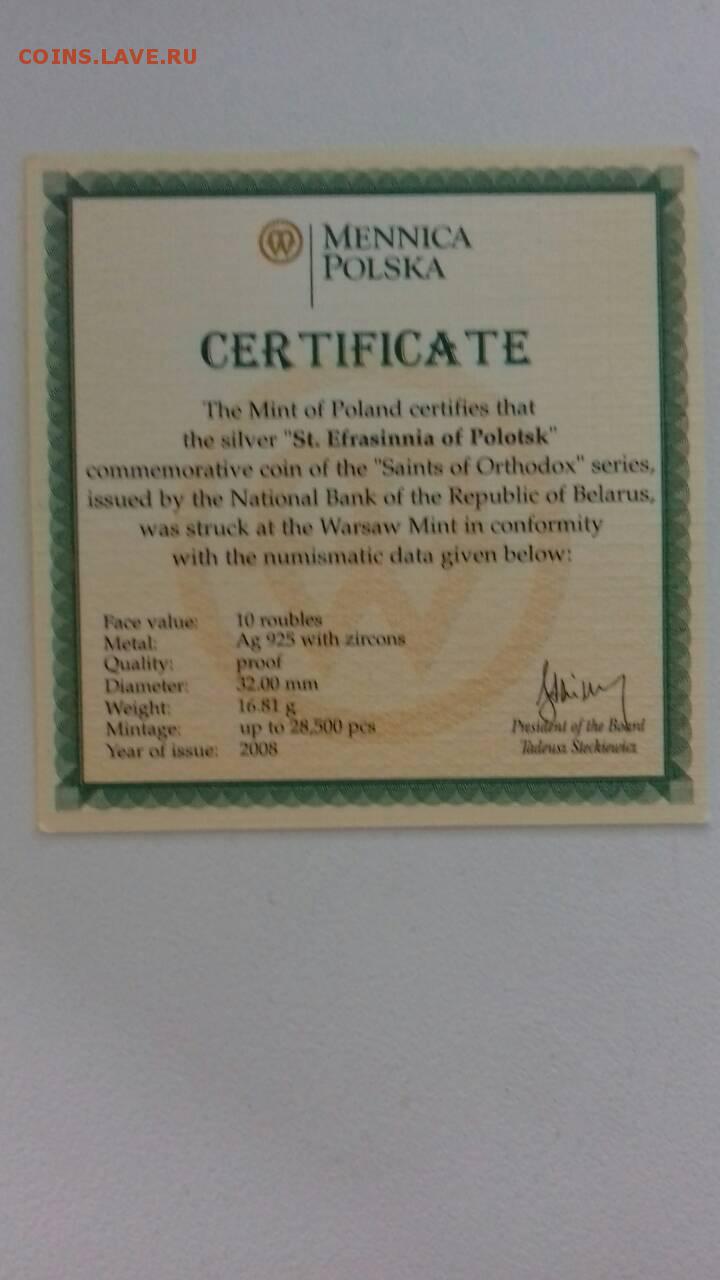 COINS.LAVE.RU
MENNICA
POLSKA
CERTIFICATE
The Mint of Poland certifies that
the silver "St. Efrasinnia of Polotsk"
commemorative coin of the "Saints of Orthodox" series,
issued by the National Bank of the Republic of Belarus,
was struck at the Warsaw Mint in conformity
with the numismatic data given below:
Face value: 10 roubles
Metal: Ag 925 with zircons
Quality: proof
Diameter: 32.00 mm
Weight: 16.81 g
Mintage: up to 28,500 pcs
Year of issue: 2008
President of the Board
Tadeusz Steckiewicz